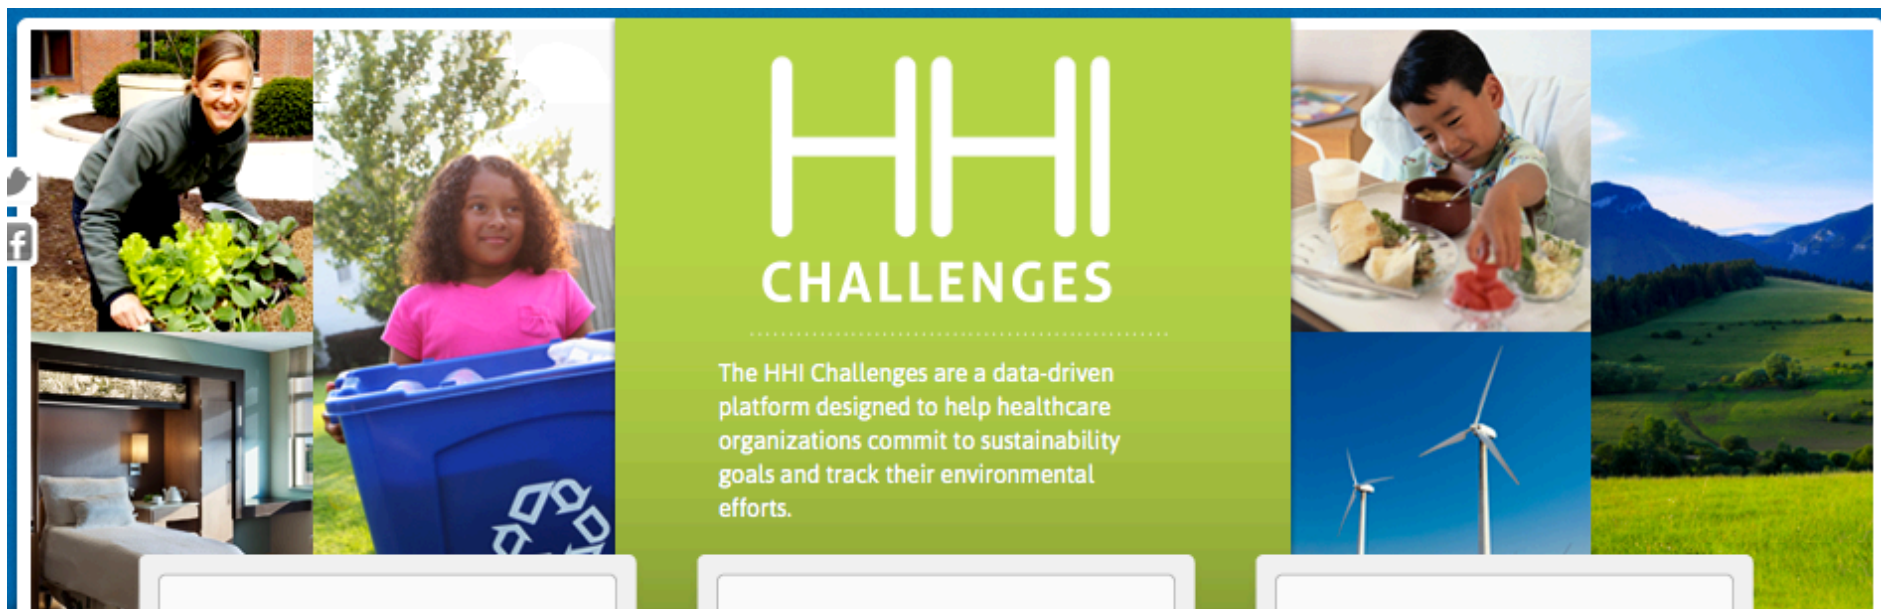 HHI
CHALLENGES
The HHI Challenges are a data-driven
platform designed to help healthcare
organizations commit to sustainability
goals and track their environmental
efforts.
f